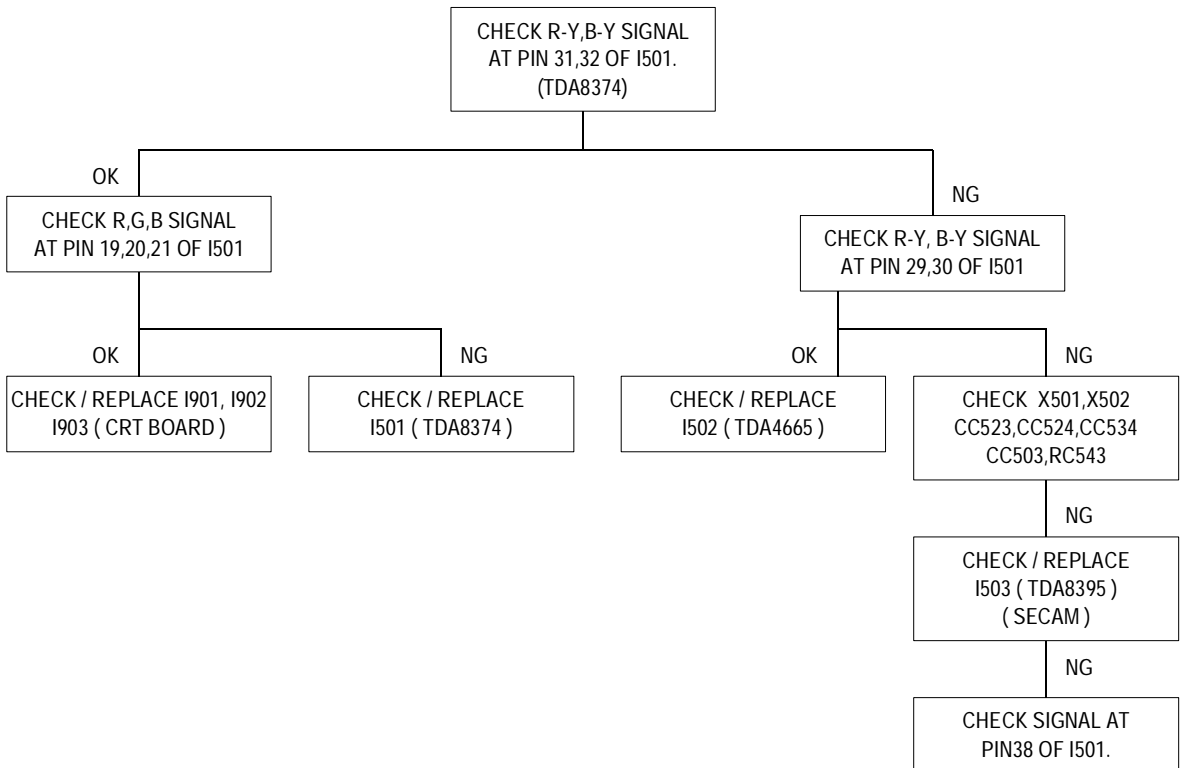 CHECK R-Y,B-Y SIGNAL
AT PIN 31,32 OF I501.
(TDA8374)
OK
NG
CHECK R,G,B SIGNAL
AT PIN 19,20,21 OF I501
CHECK R-Y, B-Y SIGNAL
AT PIN 29,30 OF I501
OK
NG
OK
NG
CHECK / REPLACE I901, I902
I903 ( CRT BOARD )
CHECK / REPLACE
I501 ( TDA8374 )
CHECK / REPLACE
I502 ( TDA4665 )
CHECK X501,X502
CC523,CC524,CC534
CC503,RC543
NG
CHECK / REPLACE
I503 ( TDA8395 )
( SECAM )
NG
CHECK SIGNAL AT
PIN38 OF I501.